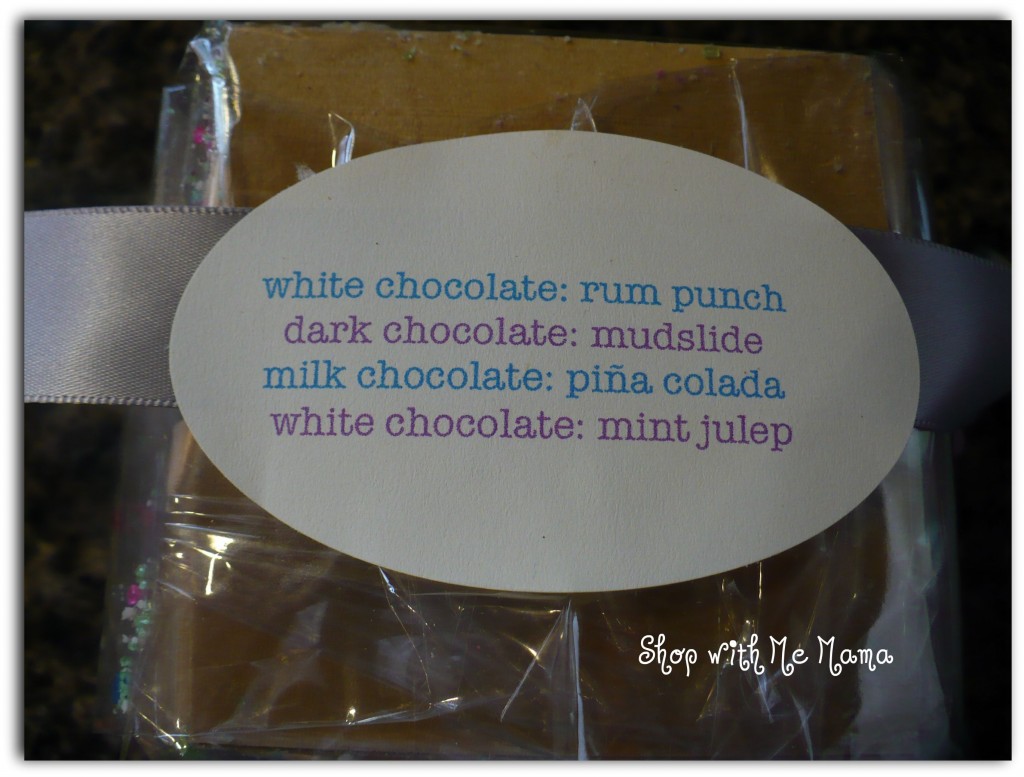 white chocolate: rum punch
dark chocolate: mudslide
milk chocolate: piña colada
white chocolate: mint julep
Shop with Me Mama